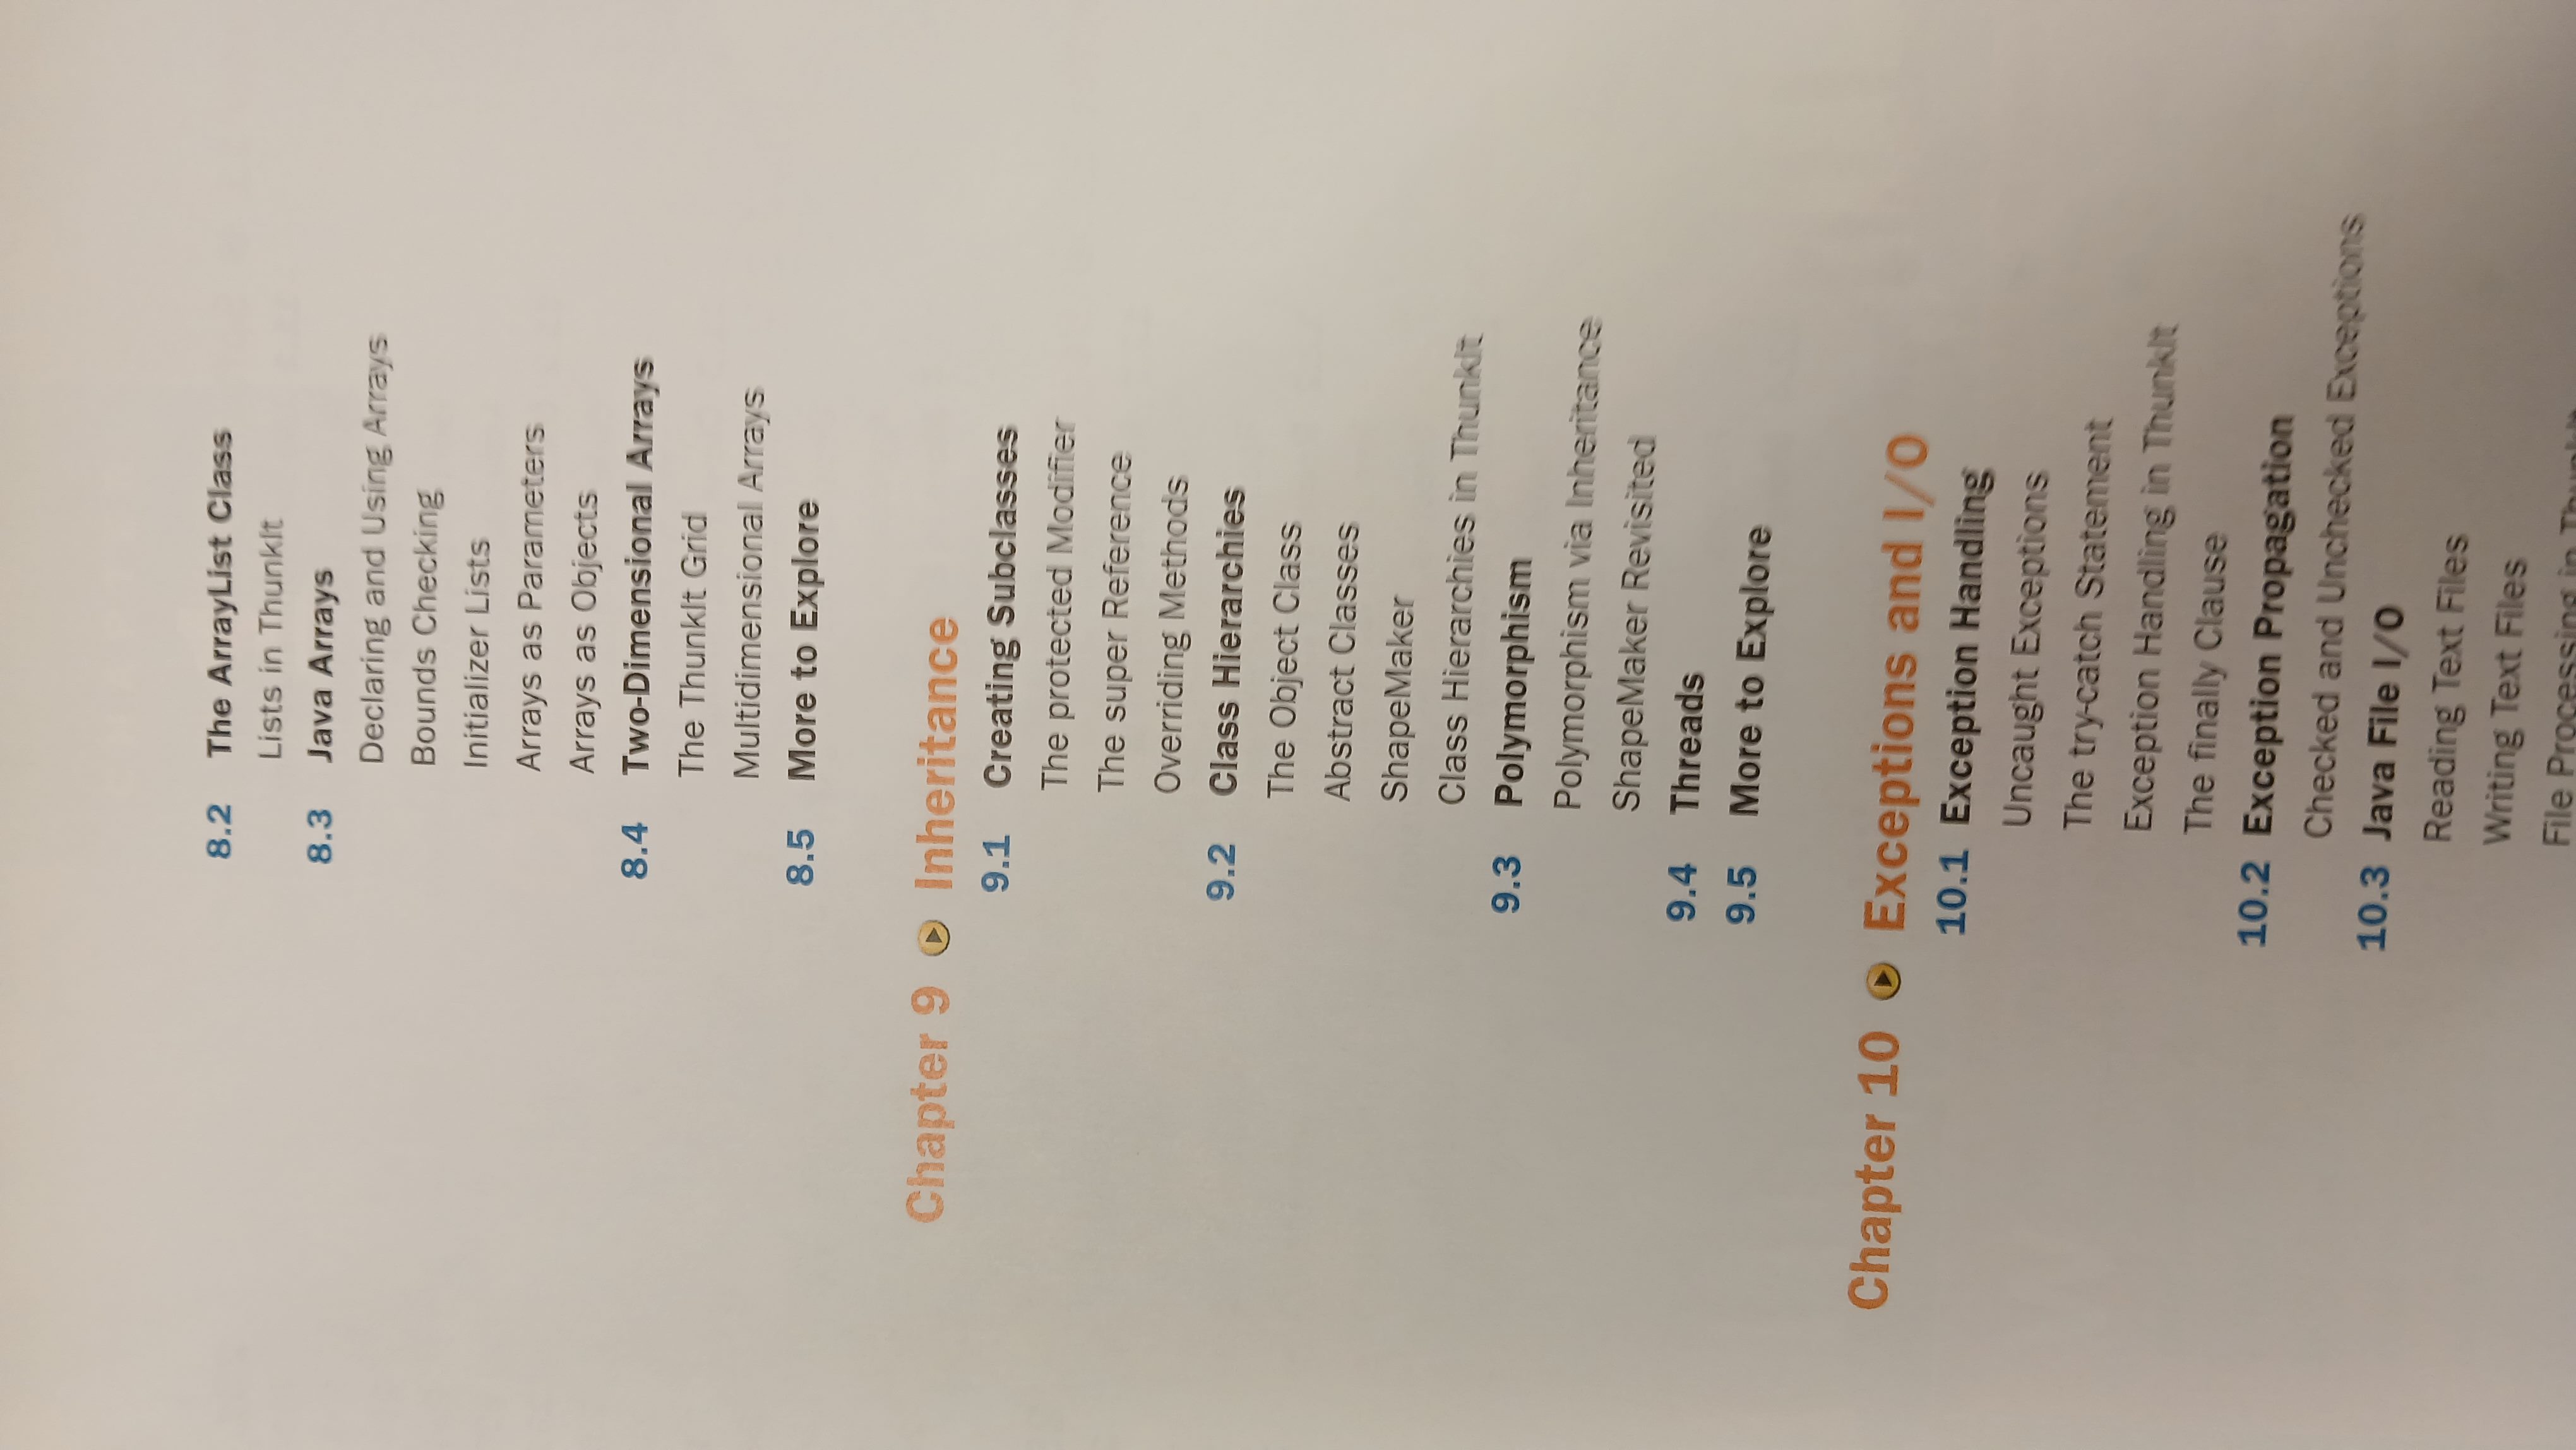 8.2 The ArrayList Class
Lists in ThunkIt
8.3 Java Arrays
Declaring and Using Arrays
Bounds Checking
Initializer Lists
Arrays as Parameters
Arrays as Objects
8.4 Two-Dimensional Arrays
The ThunkIt Grid
Multidimensional Arrays
8.5 More to Explore
Chapter 9 Inheritance
9.1 Creating Subclasses
The protected Modifier
The super Reference
Overriding Methods
9.2 Class Hierarchies
The Object Class
Abstract Classes
ShapeMaker
Class Hierarchies in ThunkIt
9.3 Polymorphism
Polymorphism via Inheritance
ShapeMaker Revisited
9.4 Threads
9.5 More to Explore
Chapter 10 Exceptions and I/O
10.1 Exception Handling
Uncaught Exceptions
The try-catch Statement
Exception Handling in ThunkIt
The finally Clause
10.2 Exception Propagation
Checked and Unchecked Exceptions
10.3 Java File I/O
Reading Text Files
Writing Text Files
File Processing in ThunkIt